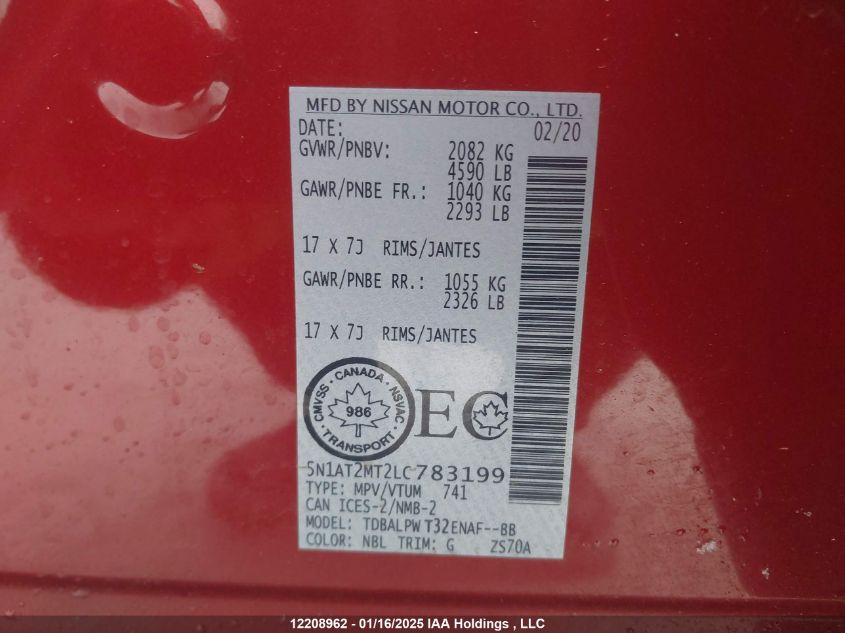 MFD BY NISSAN MOTOR CO., LTD.
DATE: 02/20
GVWR/PNBV: 2082 KG
4590 LB
GAWR/PNBE FR.: 1040 KG
2293 LB
17 X 7J RIMS/JANTES
GAWR/PNBE RR.: 1055 KG
2326 LB
17 X 7J RIMS/JANTES
CMVSS · CANADA · NSVAC · TRANSPORT ·
986
EC
5N1AT2MT2LC783199
TYPE: MPV/VTUM 741
CAN ICES-2/NMB-2
MODEL: TDBALPW T32ENAF--BB
COLOR: NBL TRIM: G ZS70A
12208962 - 01/16/2025 IAA Holdings , LLC